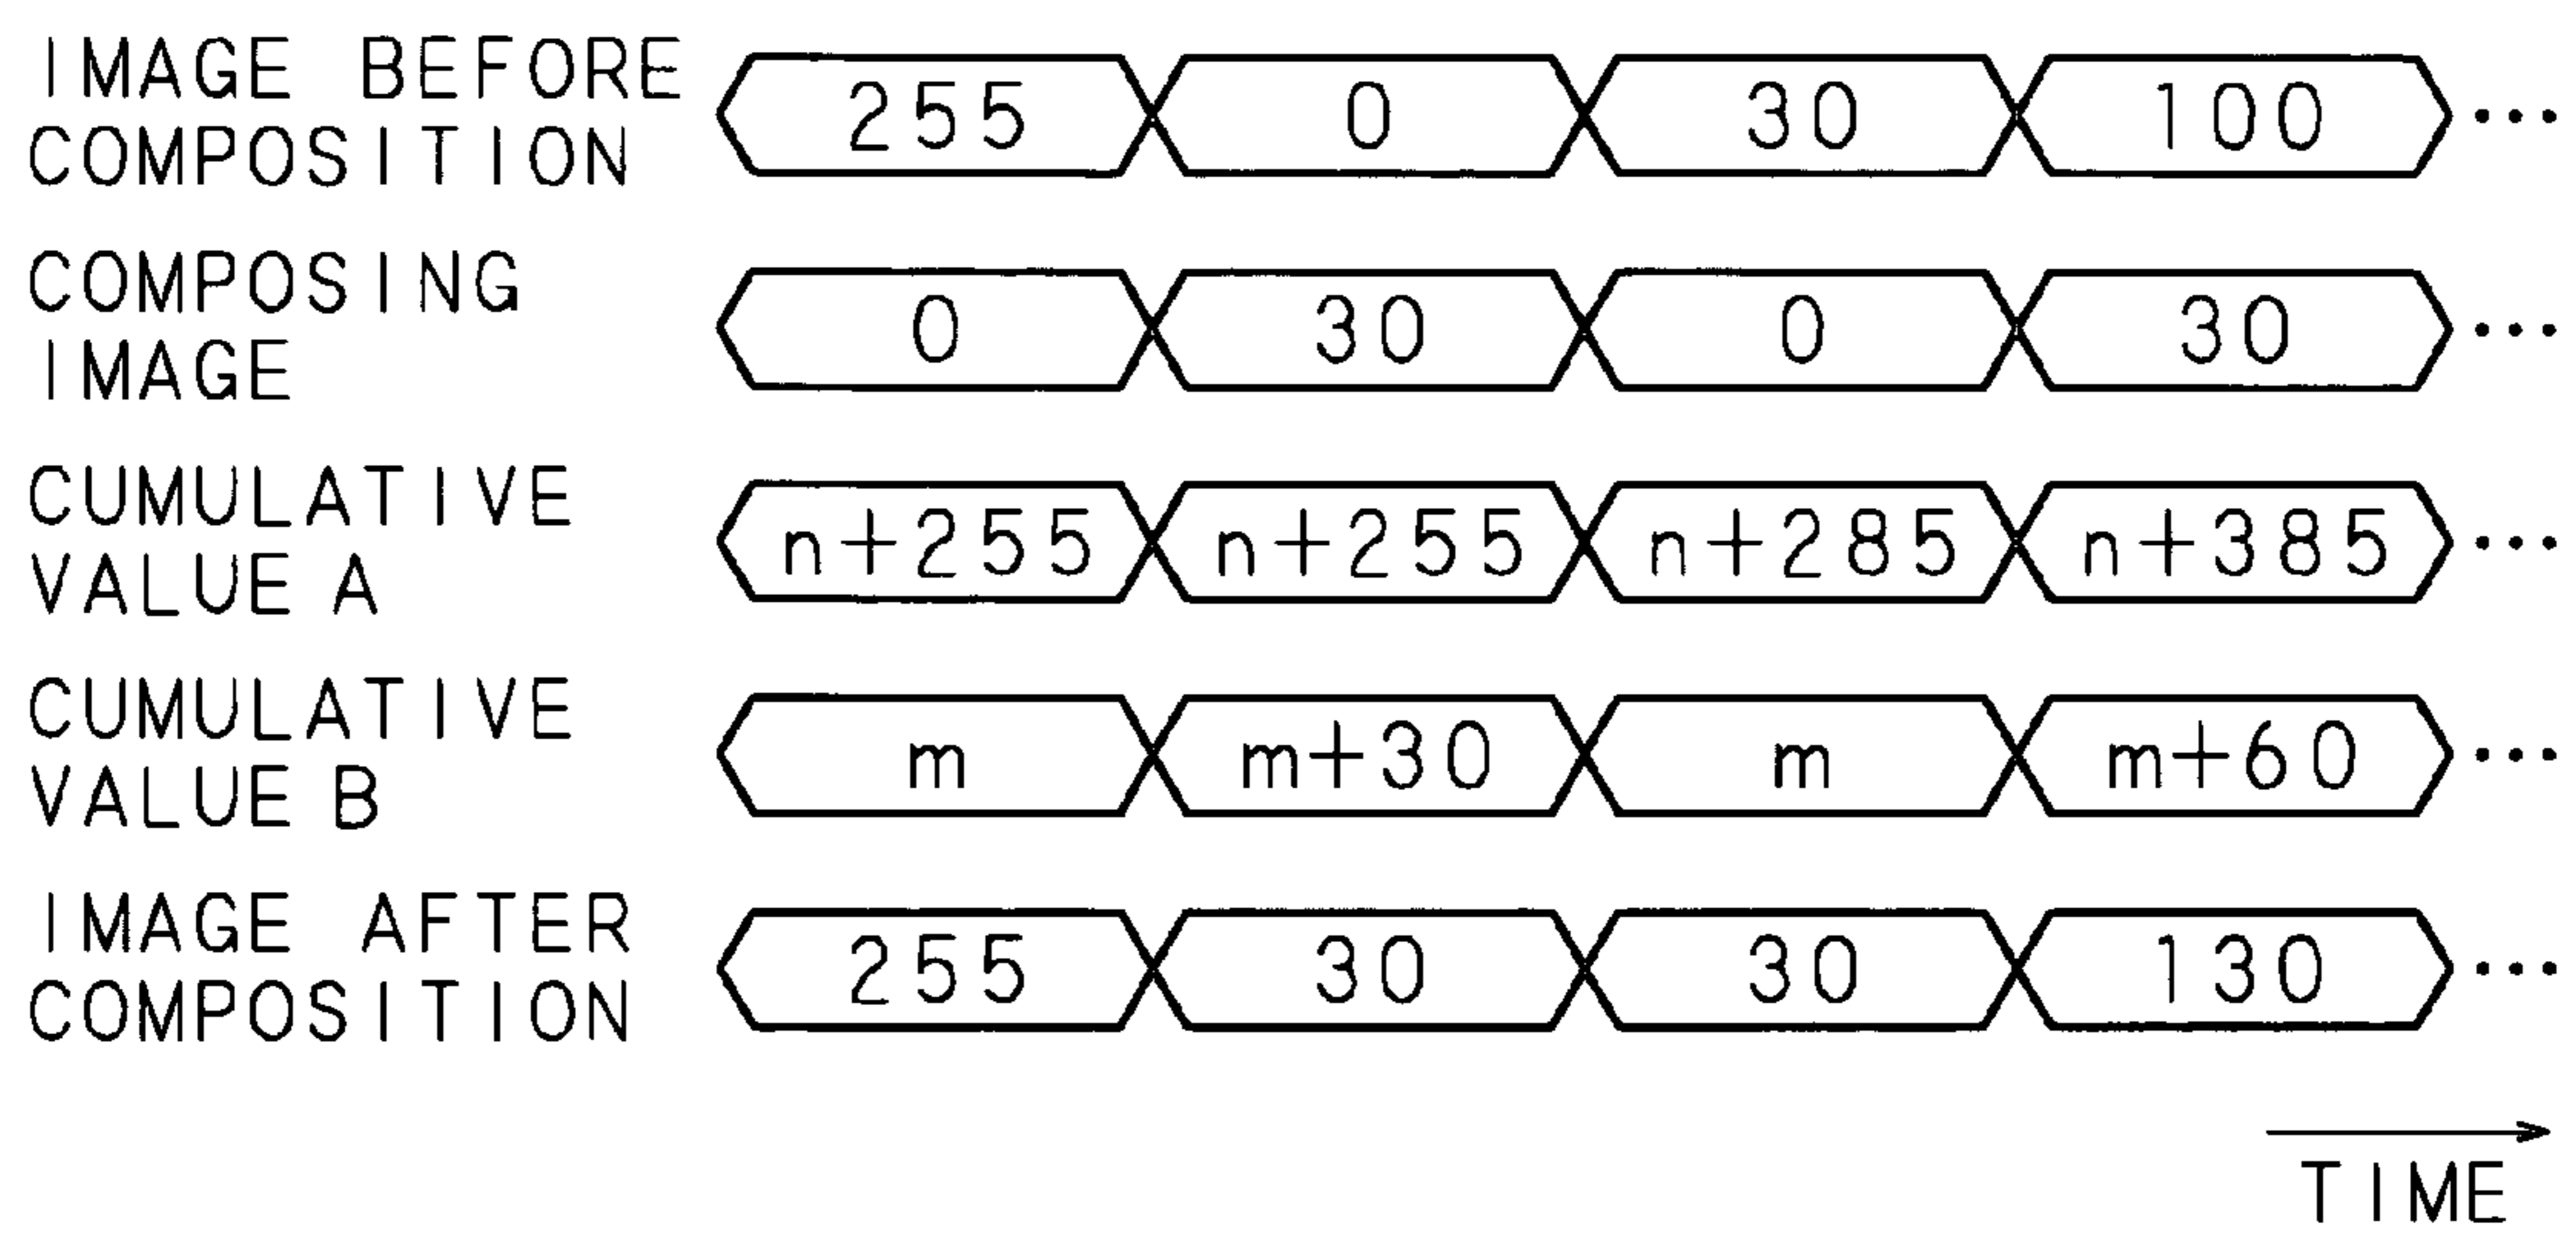 IMAGE BEFORE
COMPOSITION
255 0 30 100 ...
COMPOSING
IMAGE
0 30 0 30 ...
CUMULATIVE
VALUE A
n+255 n+255 n+285 n+385 ...
CUMULATIVE
VALUE B
m m+30 m m+60 ...
IMAGE AFTER
COMPOSITION
255 30 30 130 ...
TIME